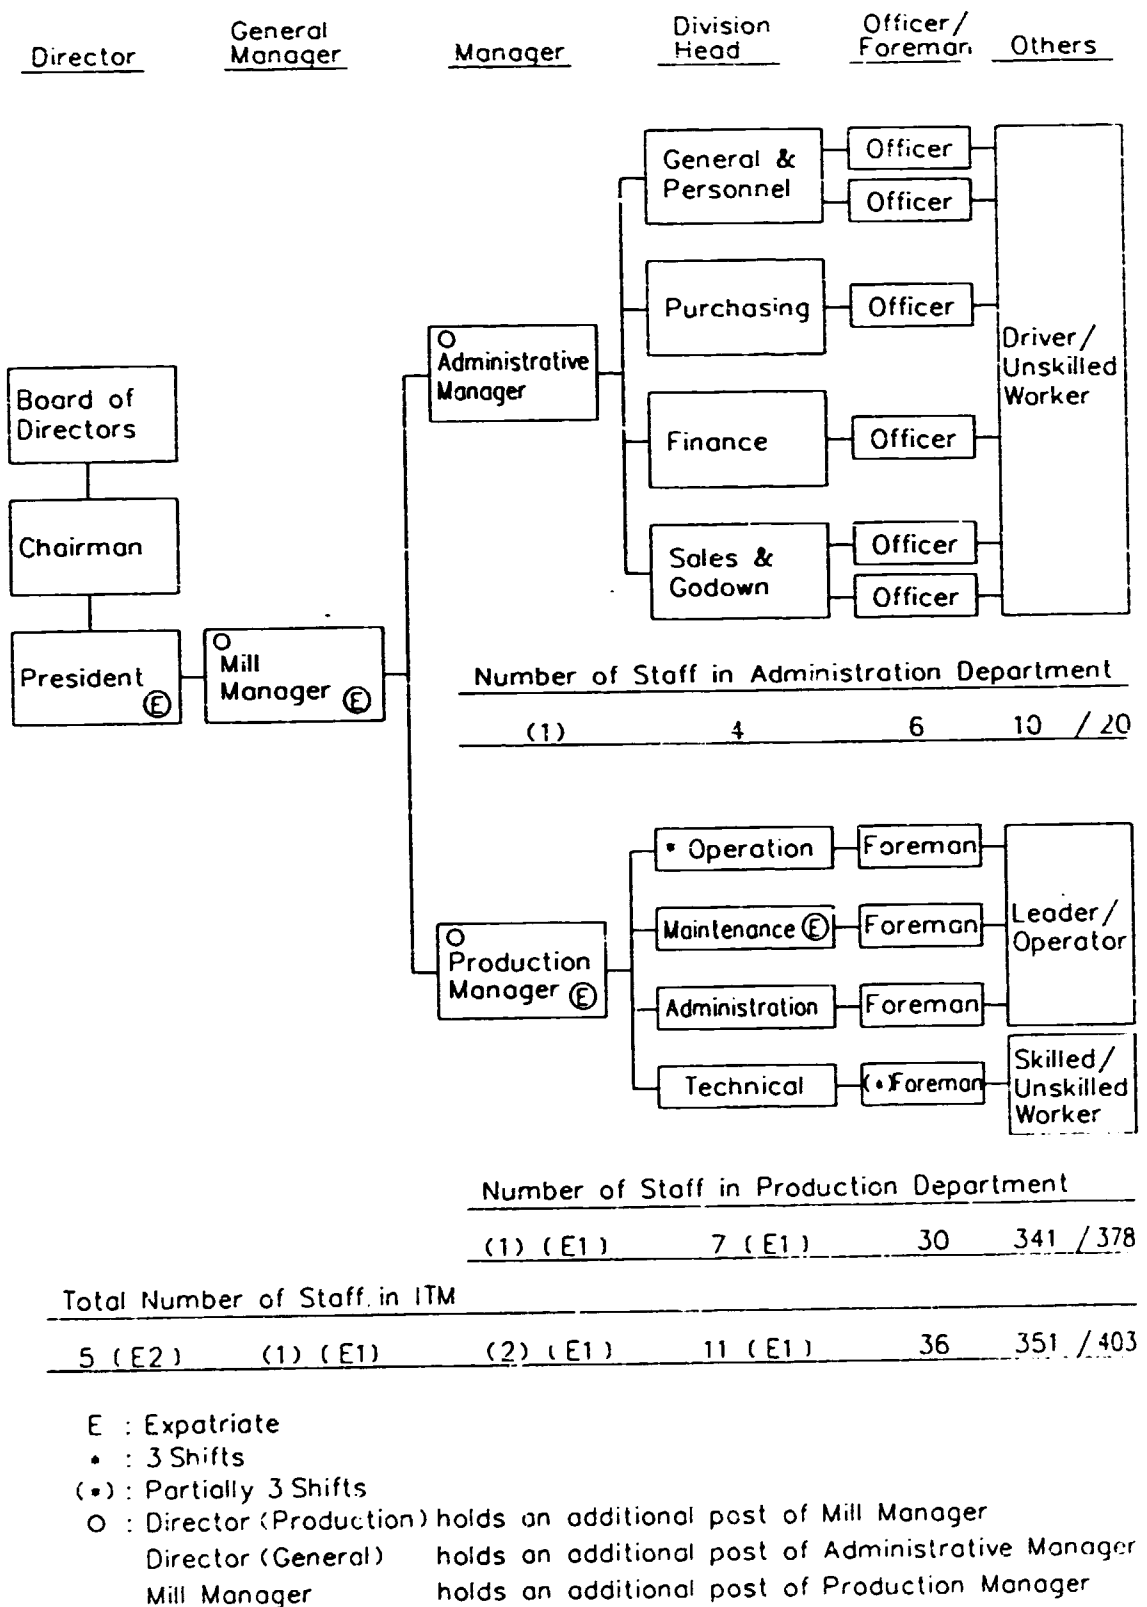 Director
General/
Manager
Manager
Division
Head
Officer/
Foreman
Others
Board of
Directors
Chairman
President Ⓔ
O
Mill
Manager Ⓔ
O
Administrative
Manager
General &
Personnel
Officer
Officer
Purchasing
Officer
Finance
Officer
Sales &
Godown
Officer
Officer
Driver/
Unskilled
Worker
Number of Staff in Administration Department
(1) 4 6 10 / 20
O
Production
Manager Ⓔ
* Operation
Foreman
Maintenance Ⓔ
Foreman
Administration
Foreman
Technical
(*)Foreman
Leader/
Operator
Skilled/
Unskilled
Worker
Number of Staff in Production Department
(1) (E1) 7 (E1) 30 341 / 378
Total Number of Staff in ITM
5 (E2) (1) (E1) (2) (E1) 11 (E1) 36 351 / 403
E : Expatriate
* : 3 Shifts
(*) : Partially 3 Shifts
O : Director (Production) holds an additional post of Mill Manager
Director (General) holds an additional post of Administrative Manager
Mill Manager holds an additional post of Production Manager